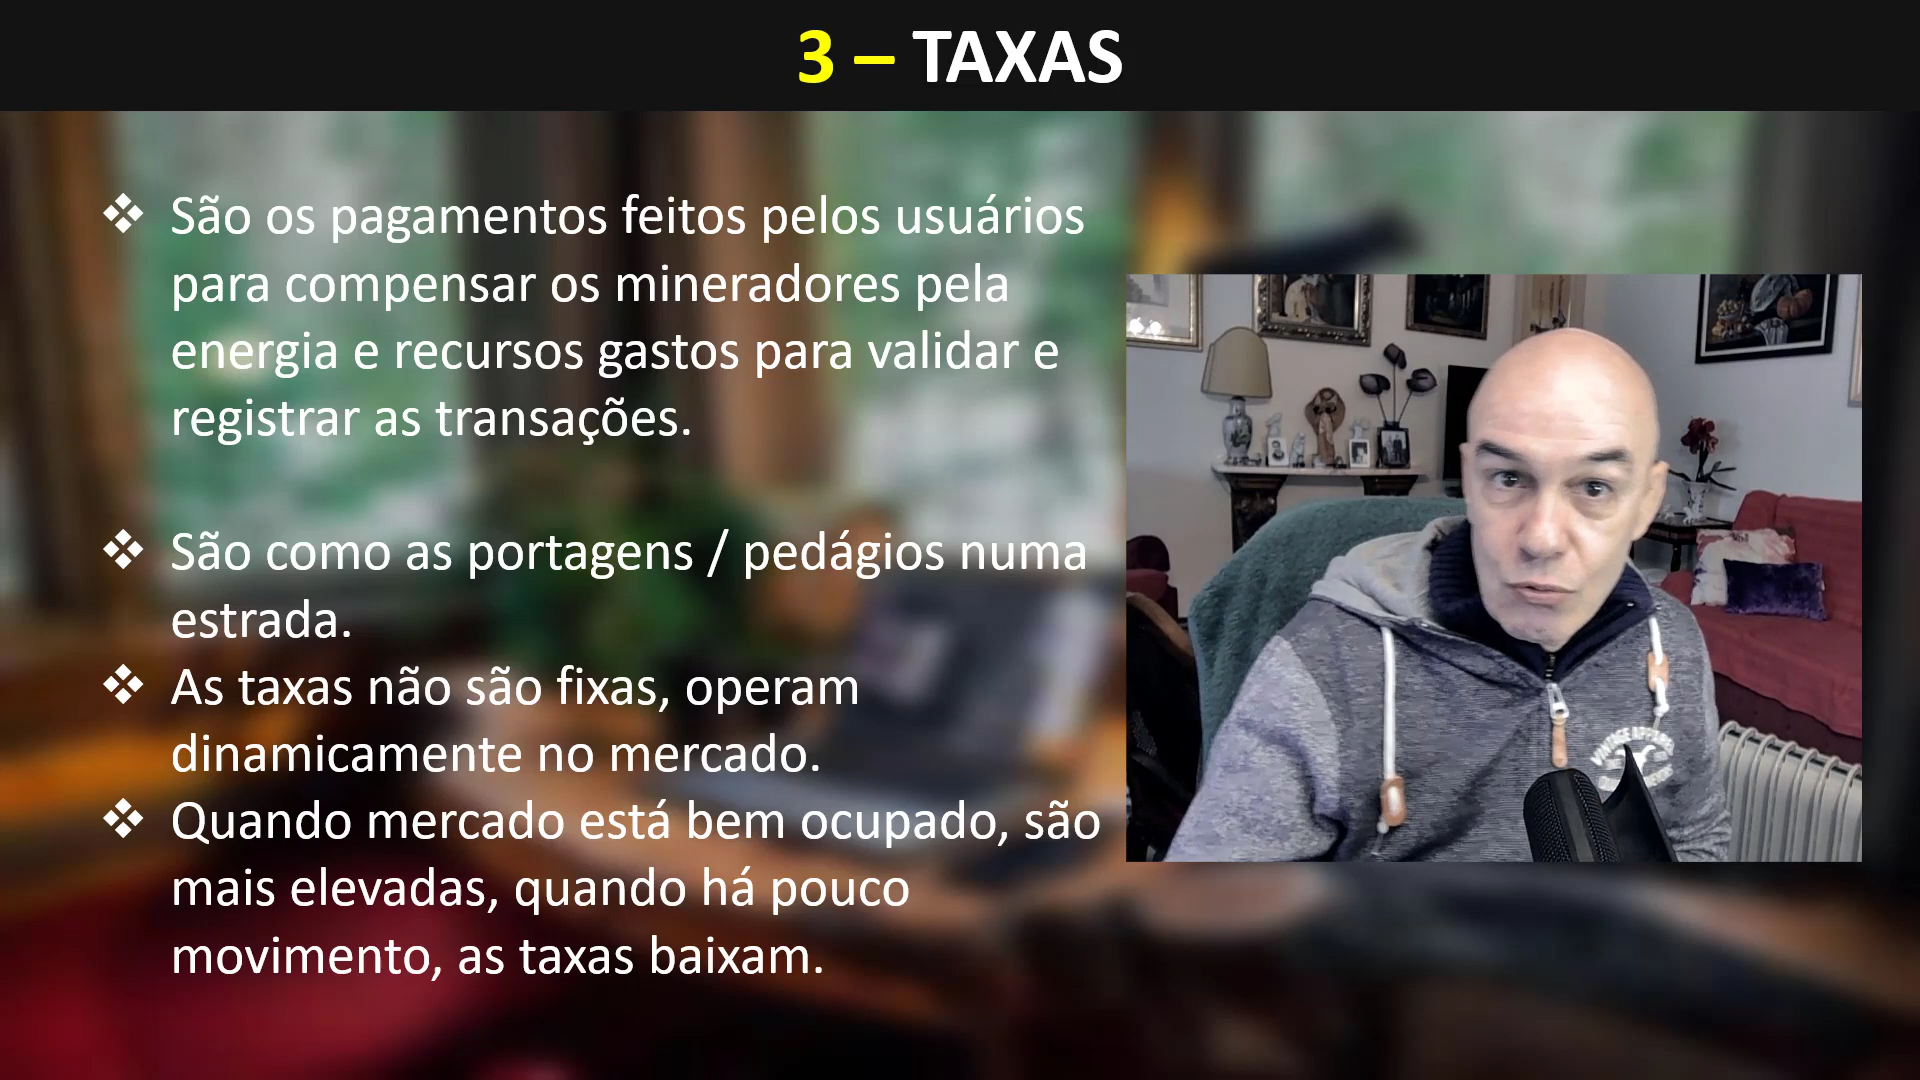 3 – TAXAS
São os pagamentos feitos pelos usuários
para compensar os mineradores pela
energia e recursos gastos para validar e
registrar as transações.
São como as portagens / pedágios numa
estrada.
As taxas não são fixas, operam
dinamicamente no mercado.
Quando mercado está bem ocupado, são
mais elevadas, quando há pouco
movimento, as taxas baixam.
VINTAGE APPAREL